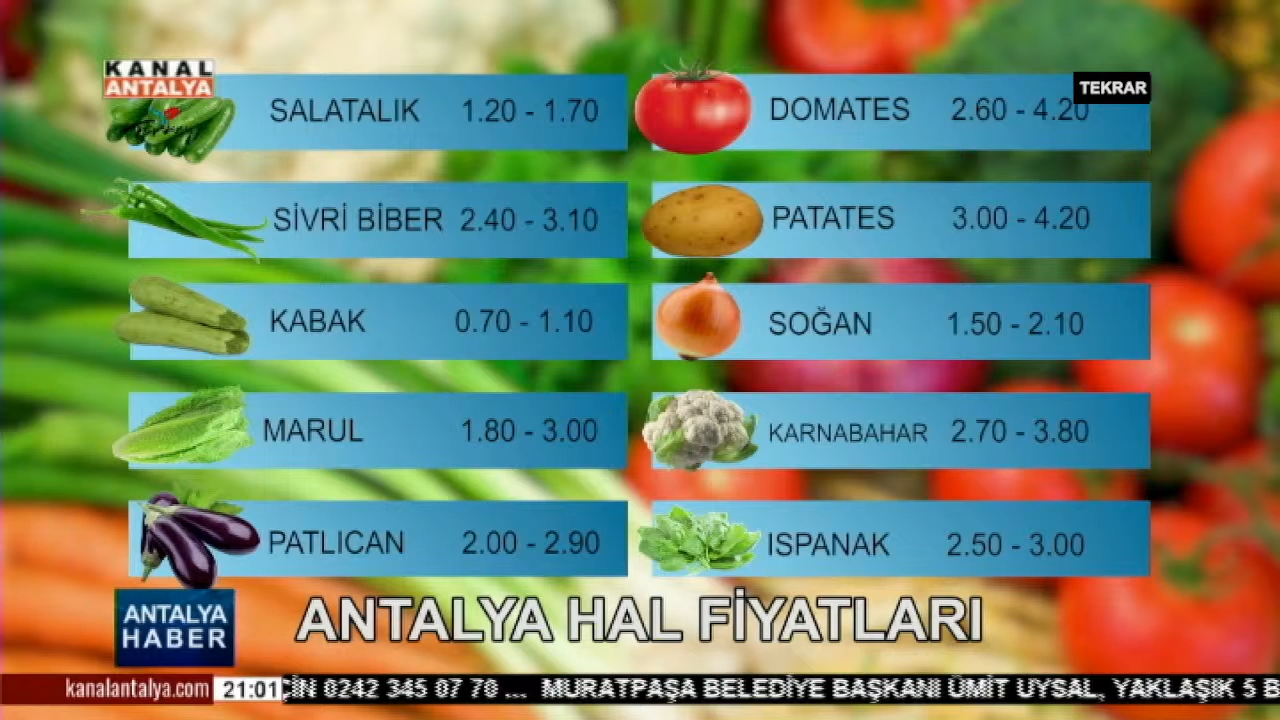 KANAL
ANTALYA
Turkey
TEKRAR
SALATALIK 1.20 - 1.70
DOMATES 2.60 - 4.20
SİVRİ BİBER 2.40 - 3.10
PATATES 3.00 - 4.20
KABAK 0.70 - 1.10
SOĞAN 1.50 - 2.10
MARUL 1.80 - 3.00
KARNABAHAR 2.70 - 3.80
PATLICAN 2.00 - 2.90
ISPANAK 2.50 - 3.00
ANTALYA
HABER
ANTALYA HAL FİYATLARI
kanalantalya.com 21:01 ÇİN 0242 345 07 70 ... MURATPAŞA BELEDİYE BAŞKANI ÜMİT UYSAL, YAKLAŞIK 5 B